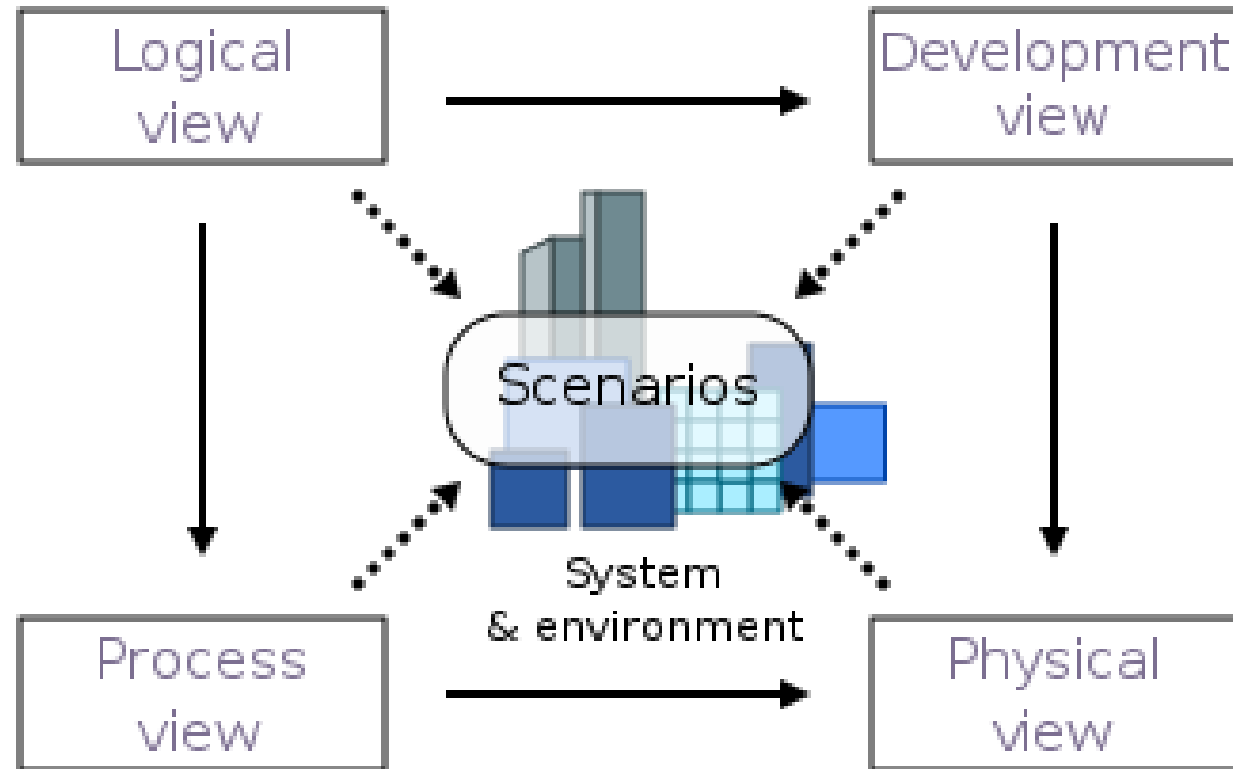 Logical
view
Development
view
Scenarios
System
& environment
Process
view
Physical
view